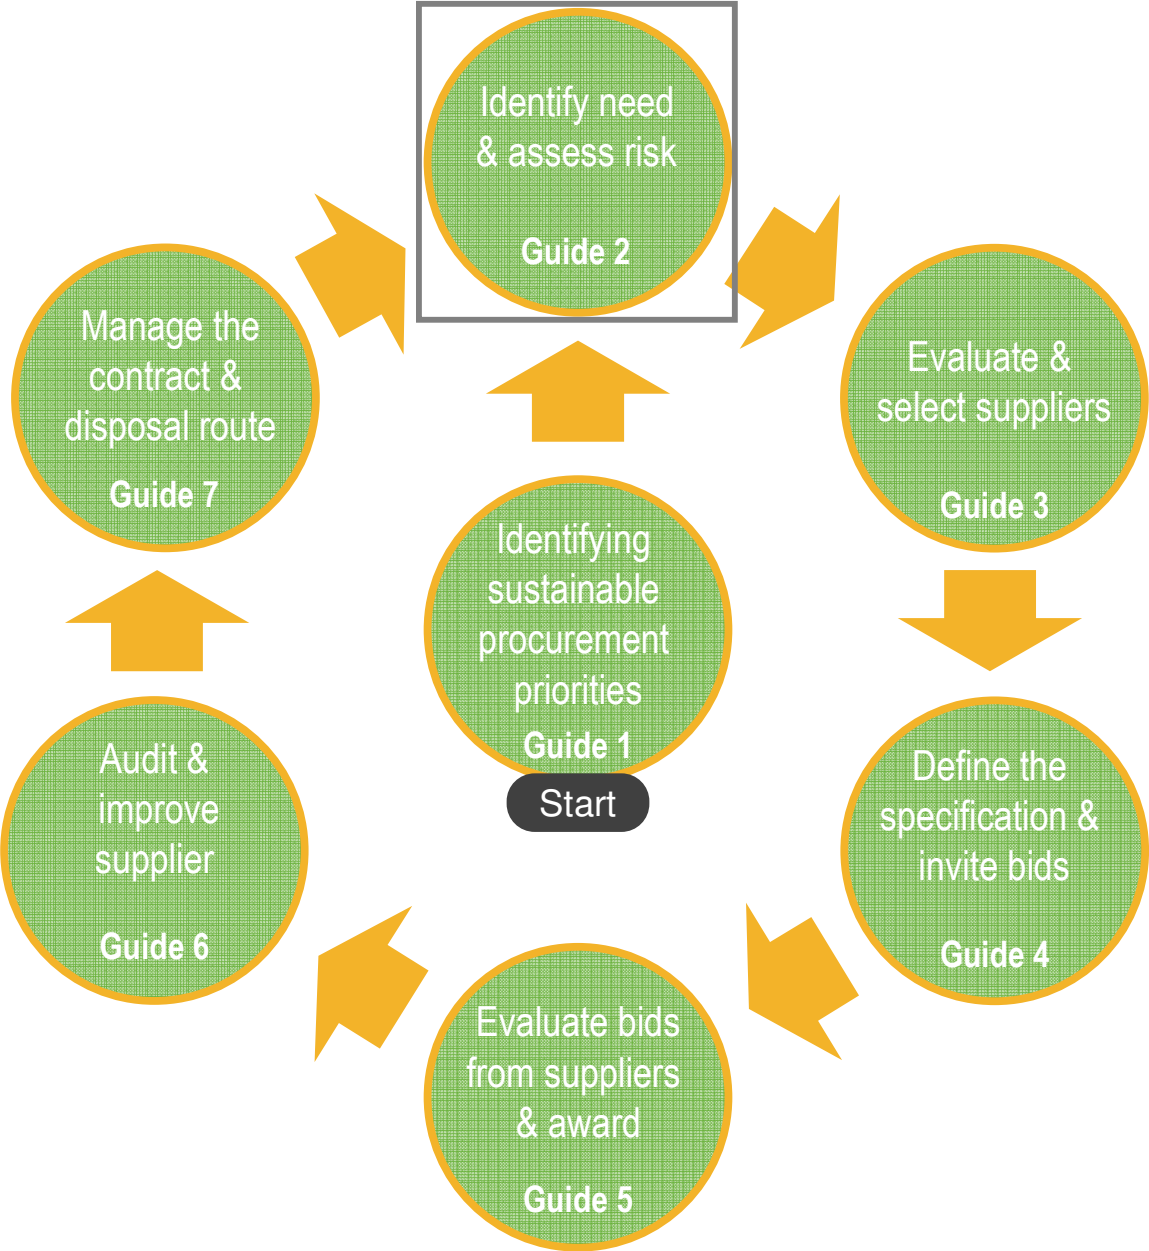 Identify need
& assess risk
Guide 2
Evaluate &
select suppliers
Guide 3
Define the
specification &
invite bids
Guide 4
Evaluate bids
from suppliers
& award
Guide 5
Audit &
improve
supplier
Guide 6
Manage the
contract &
disposal route
Guide 7
Identifying
sustainable
procurement
priorities
Guide 1
Start